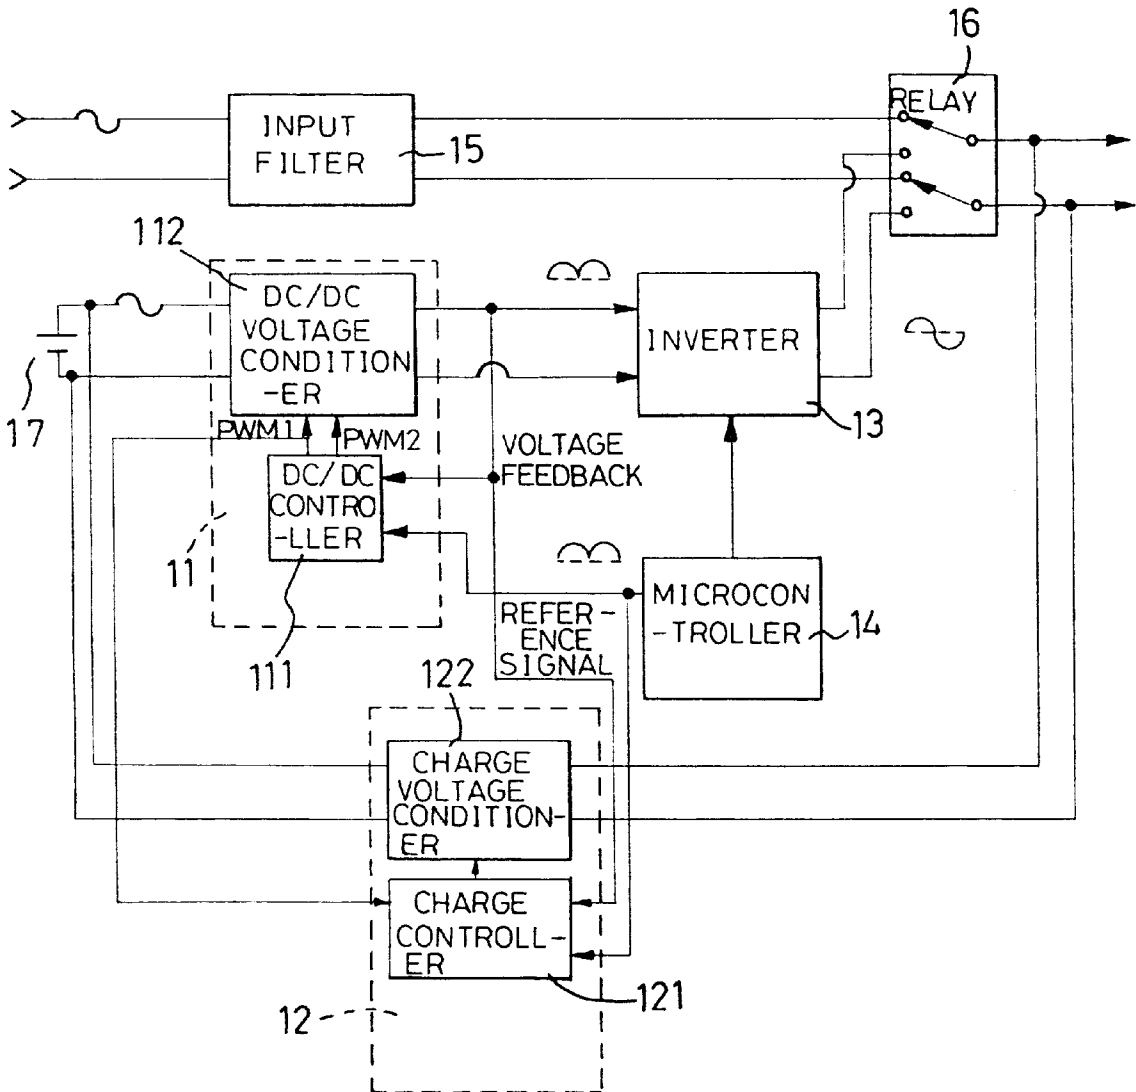 16
RELAY
INPUT
FILTER
15
112
DC/DC
VOLTAGE
CONDITION
-ER
INVERTER
17
13
PWM1
PWM2
VOLTAGE
FEEDBACK
DC/DC
CONTRO
-LLER
11
111
MICROCON
-TROLLER
14
REFER-
ENCE
SIGNAL
122
CHARGE
VOLTAGE
CONDITION-
ER
CHARGE
CONTROLL-
ER
121
12